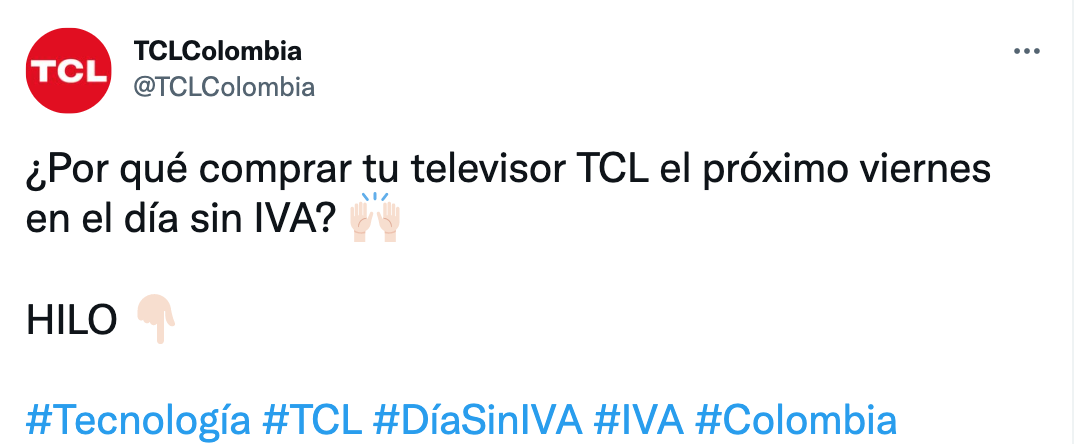 TCL
TCLColombia
@TCLColombia
¿Por qué comprar tu televisor TCL el próximo viernes
en el día sin IVA? 🙌🏻
HILO 👇🏻
#Tecnología #TCL #DíaSinIVA #IVA #Colombia